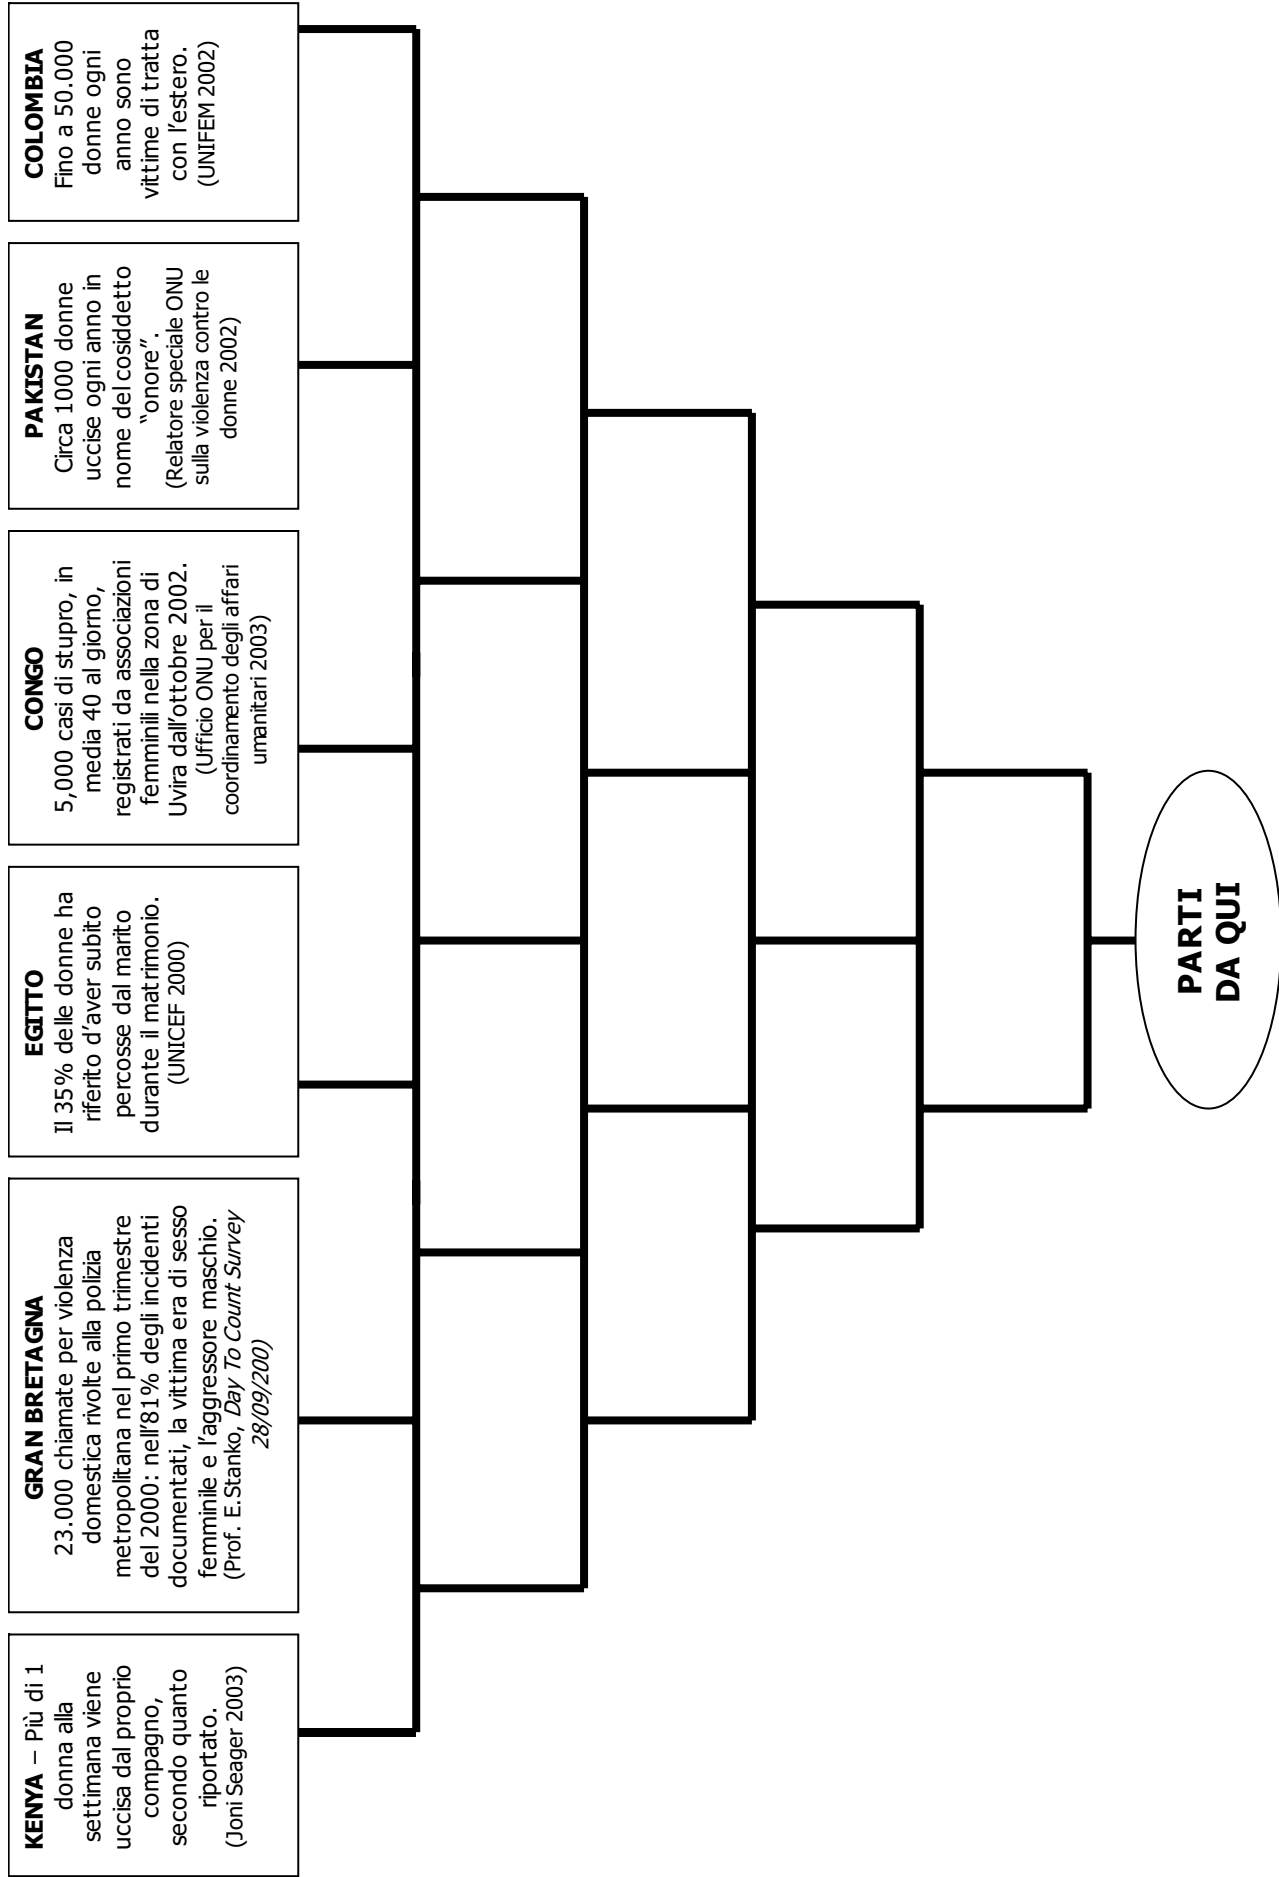 KENYA – Più di 1
donna alla
settimana viene
uccisa dal proprio
compagno,
secondo quanto
riportato.
(Joni Seager 2003)
GRAN BRETAGNA
23.000 chiamate per violenza
domestica rivolte alla polizia
metropolitana nel primo trimestre
del 2000: nell'81% degli incidenti
documentati, la vittima era di sesso
femminile e l'aggressore maschio.
(Prof. E.Stanko, Day To Count Survey
28/09/200)
EGITTO
Il 35% delle donne ha
riferito d'aver subito
percosse dal marito
durante il matrimonio.
(UNICEF 2000)
CONGO
5,000 casi di stupro, in
media 40 al giorno,
registrati da associazioni
femminili nella zona di
Uvira dall'ottobre 2002.
(Ufficio ONU per il
coordinamento degli affari
umanitari 2003)
PAKISTAN
Circa 1000 donne
uccise ogni anno in
nome del cosiddetto
“onore”.
(Relatore speciale ONU
sulla violenza contro le
donne 2002)
COLOMBIA
Fino a 50.000
donne ogni
anno sono
vittime di tratta
con l'estero.
(UNIFEM 2002)
PARTI
DA QUI